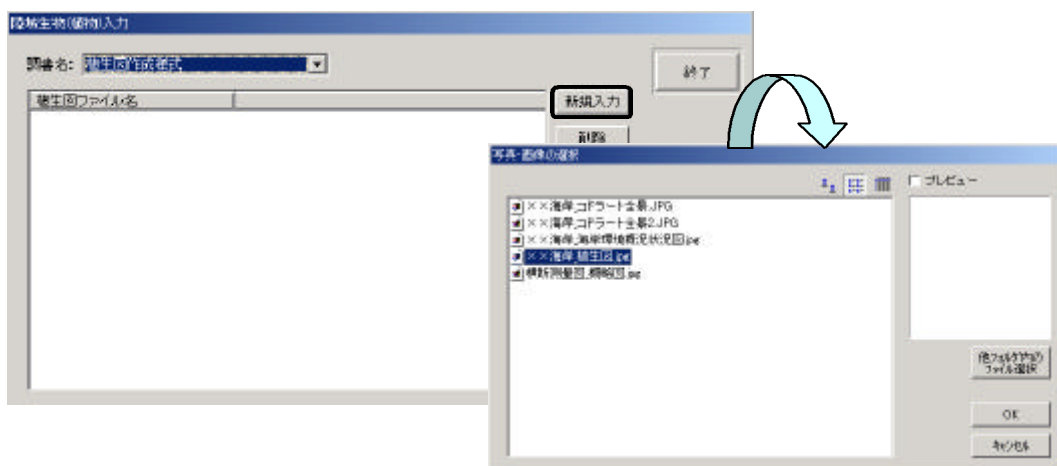 陸域生物(植物)入力
調書名: 植生図作成様式
終了
植生図ファイル名
新規入力
削除
写真・画像の選択
プレビュー
××海岸_コドラート全景.JPG
××海岸_コドラート全景2.JPG
××海岸_海岸環境概況状況図.jpg
××海岸_植生図.jpg
横断測量図_概略図.jpg
他フォルダ内の
ファイル選択
OK
キャンセル